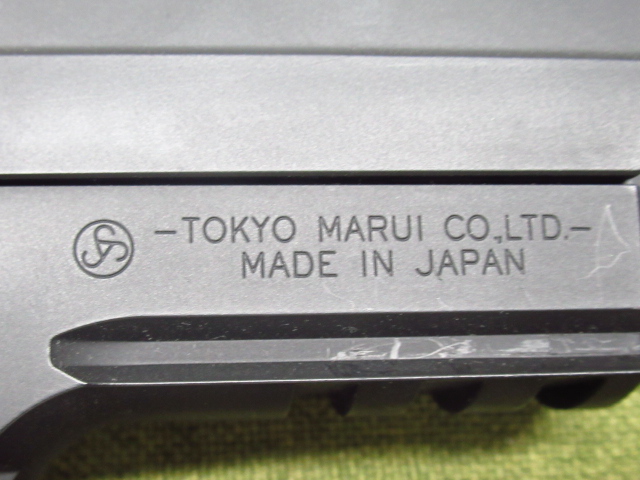 -TOKYO MARUI CO.,LTD.-
MADE IN JAPAN